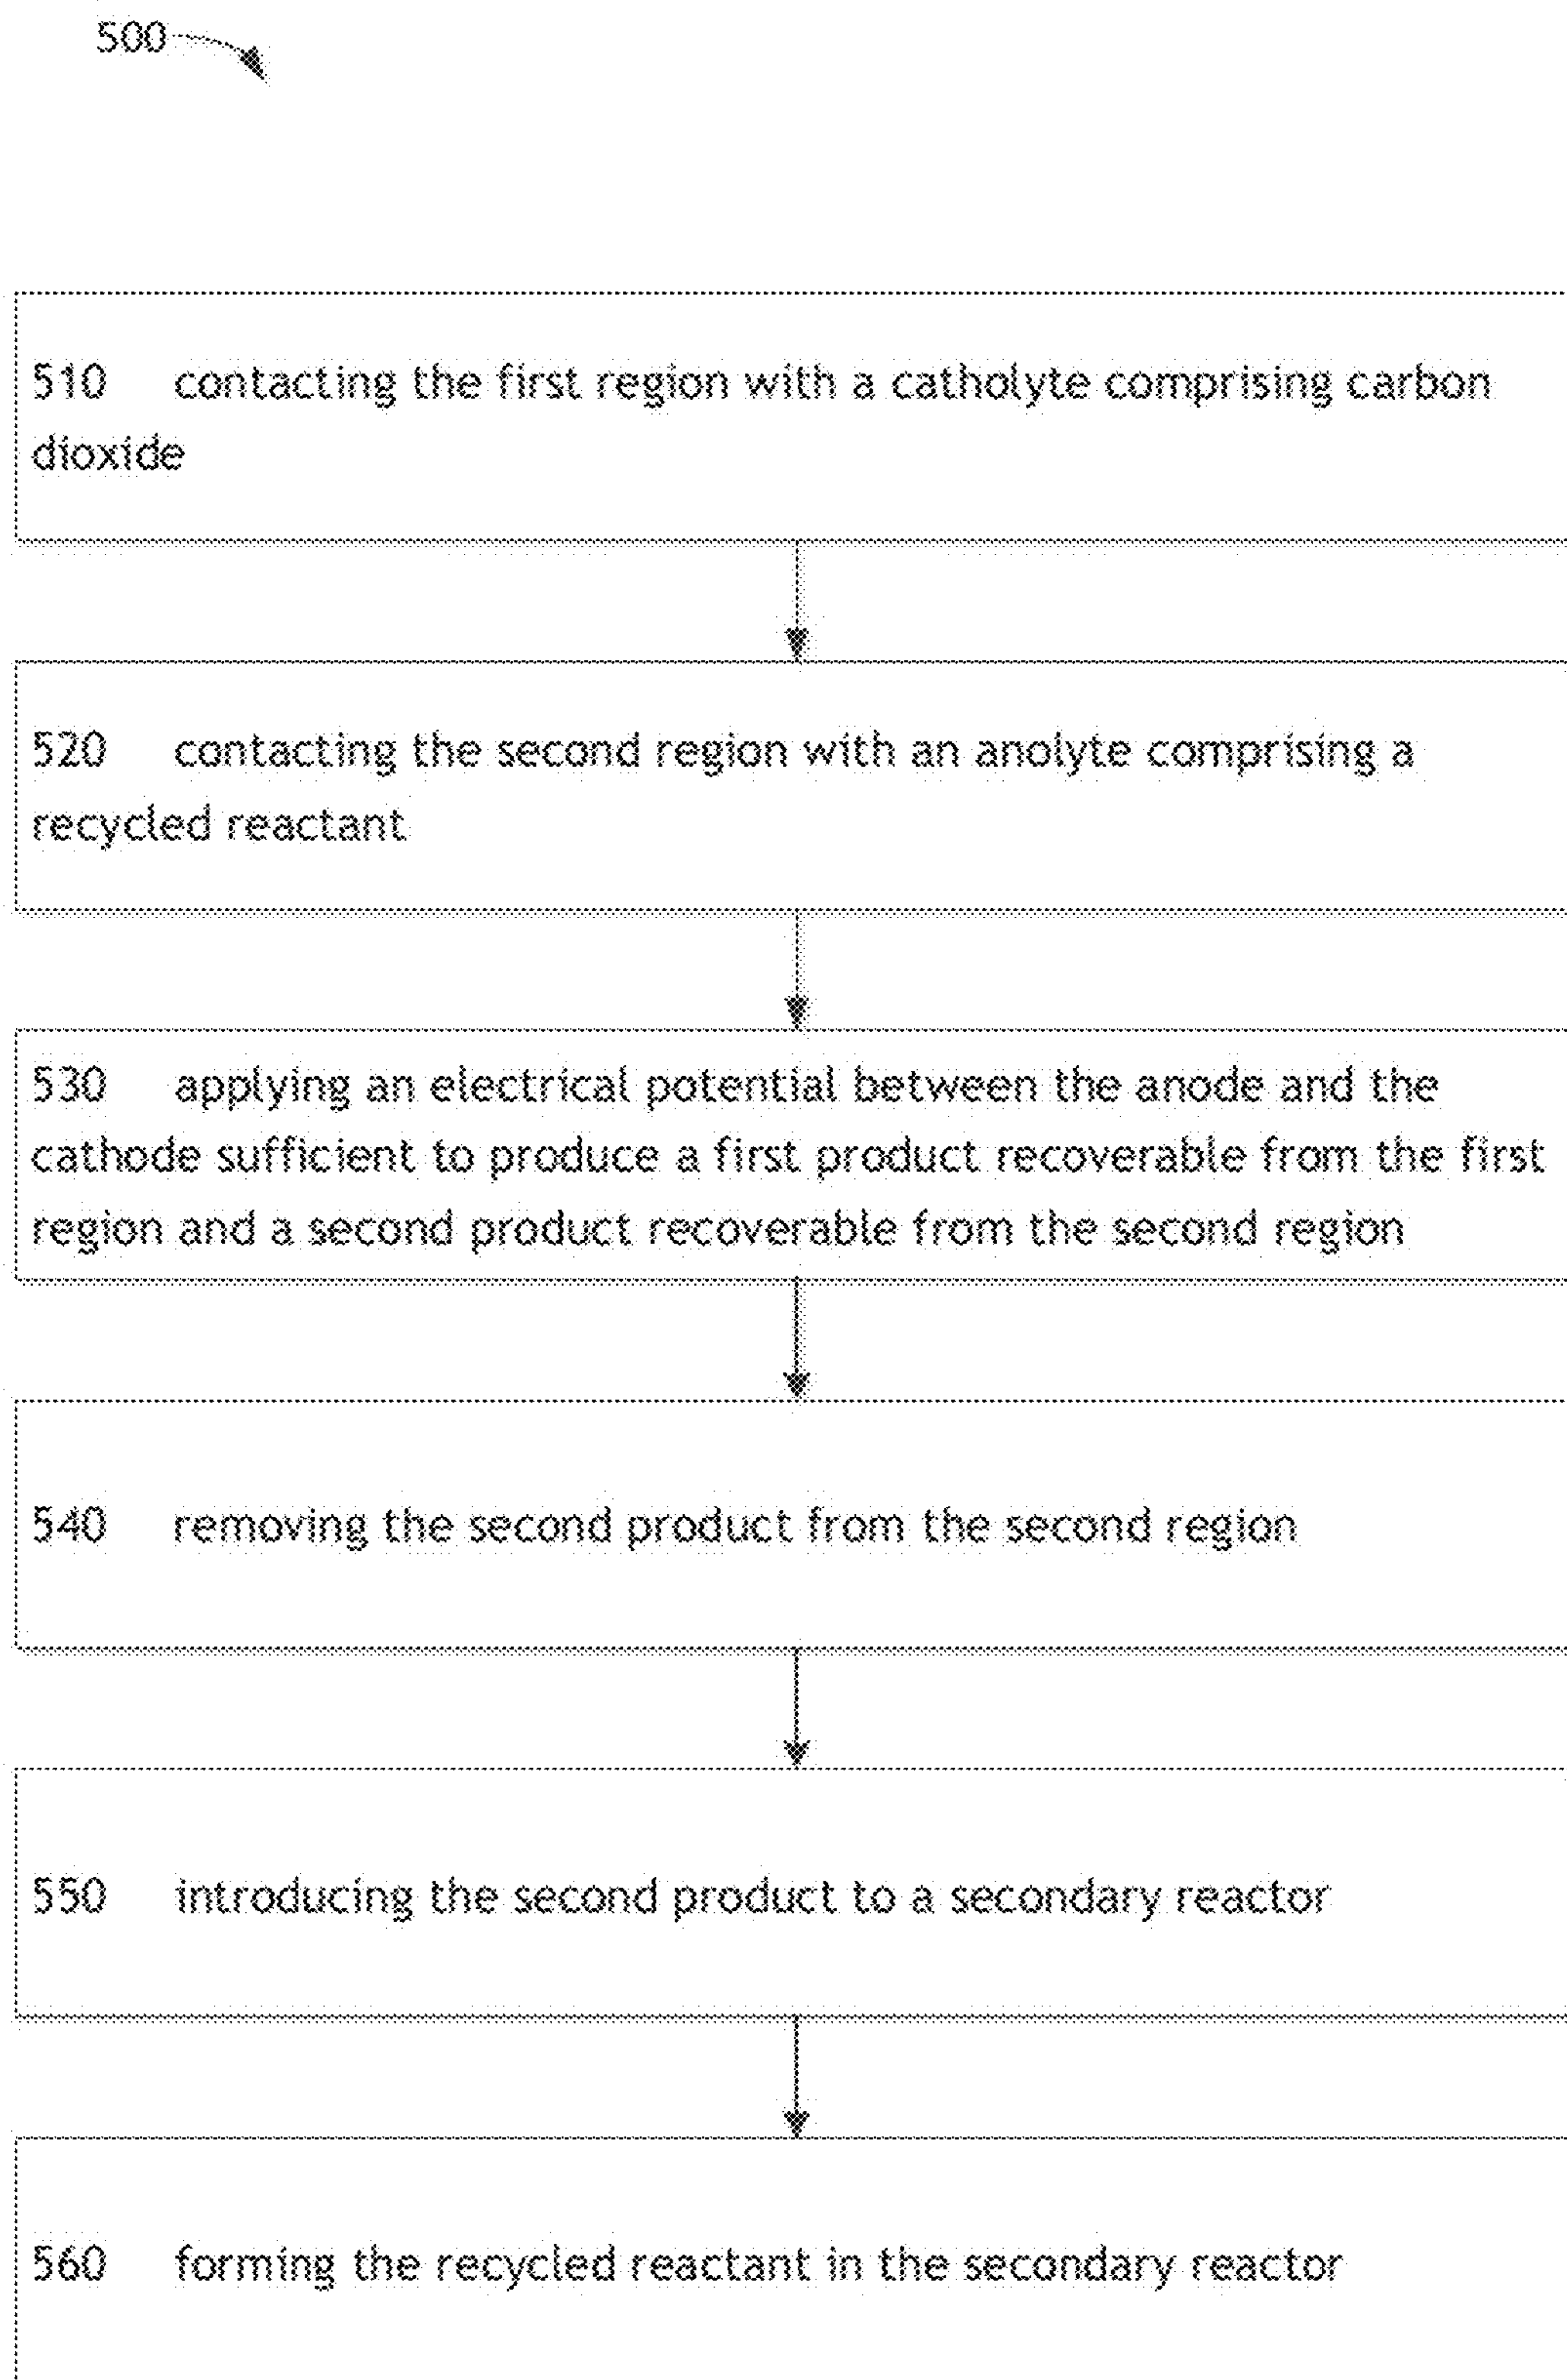 500
510 contacting the first region with a catholyte comprising carbon
dioxide
520 contacting the second region with an anolyte comprising a
recycled reactant
530 applying an electrical potential between the anode and the
cathode sufficient to produce a first product recoverable from the first
region and a second product recoverable from the second region
540 removing the second product from the second region
550 introducing the second product to a secondary reactor
560 forming the recycled reactant in the secondary reactor